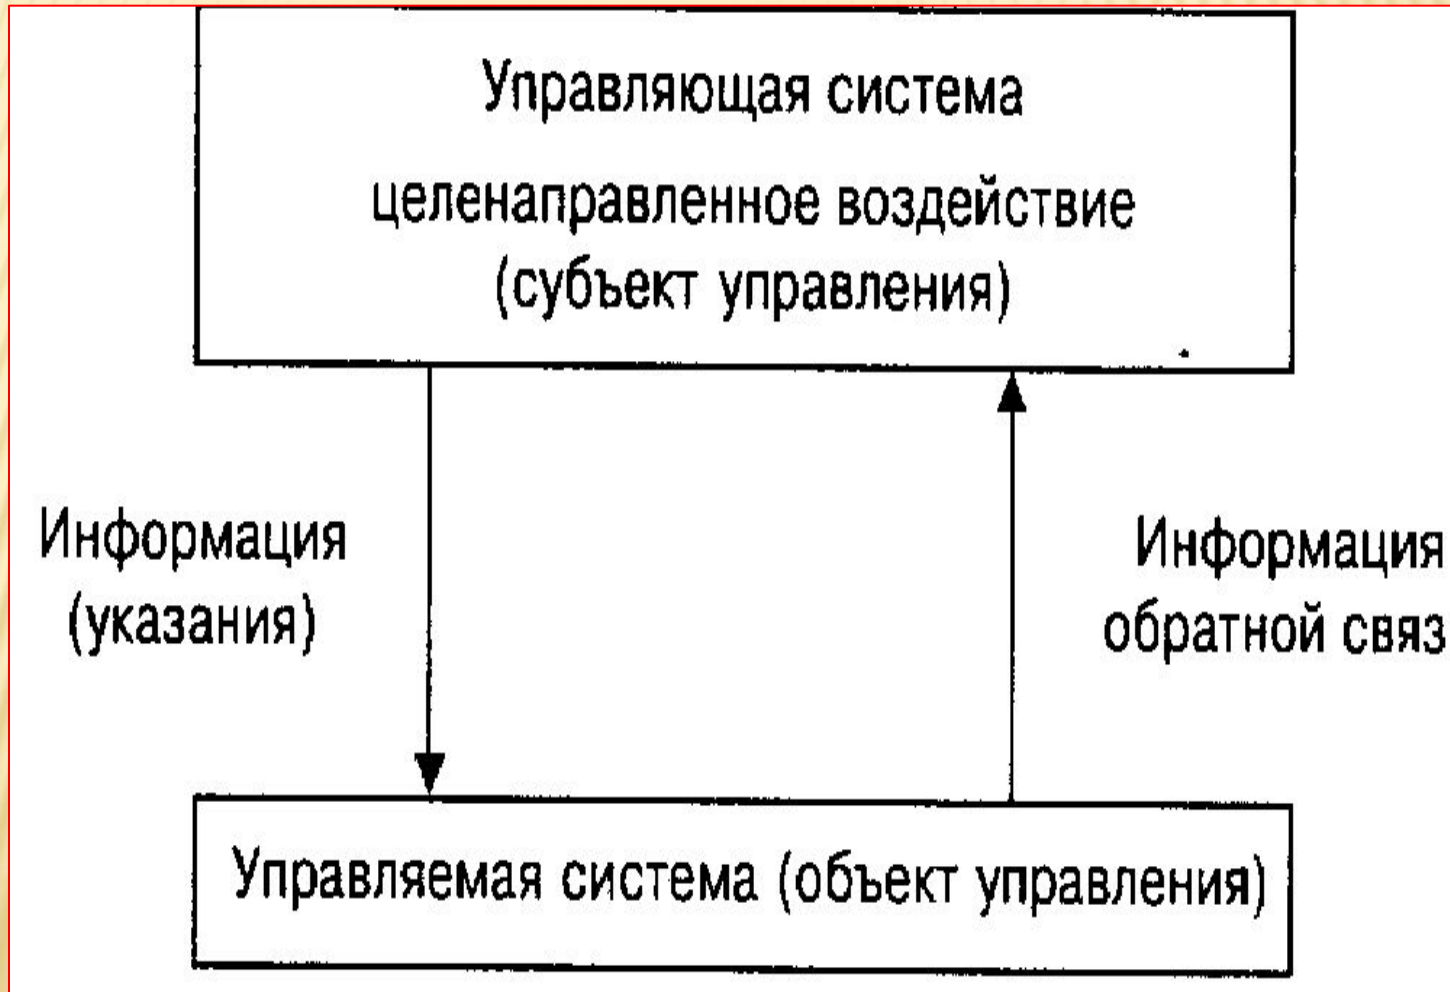 Управляющая система
целенаправленное воздействие
(субъект управления)
Информация
(указания)
Информация
обратной связ
Управляемая система (объект управления)